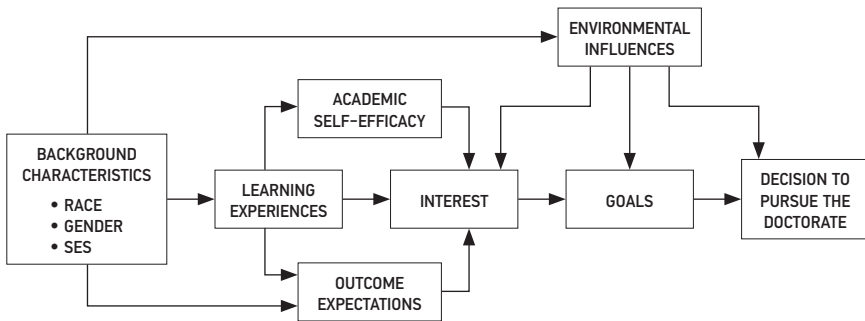 ENVIRONMENTAL
INFLUENCES
ACADEMIC
SELF-EFFICACY
BACKGROUND
CHARACTERISTICS
• RACE
• GENDER
• SES
LEARNING
EXPERIENCES
INTEREST
GOALS
DECISION TO
PURSUE THE
DOCTORATE
OUTCOME
EXPECTATIONS